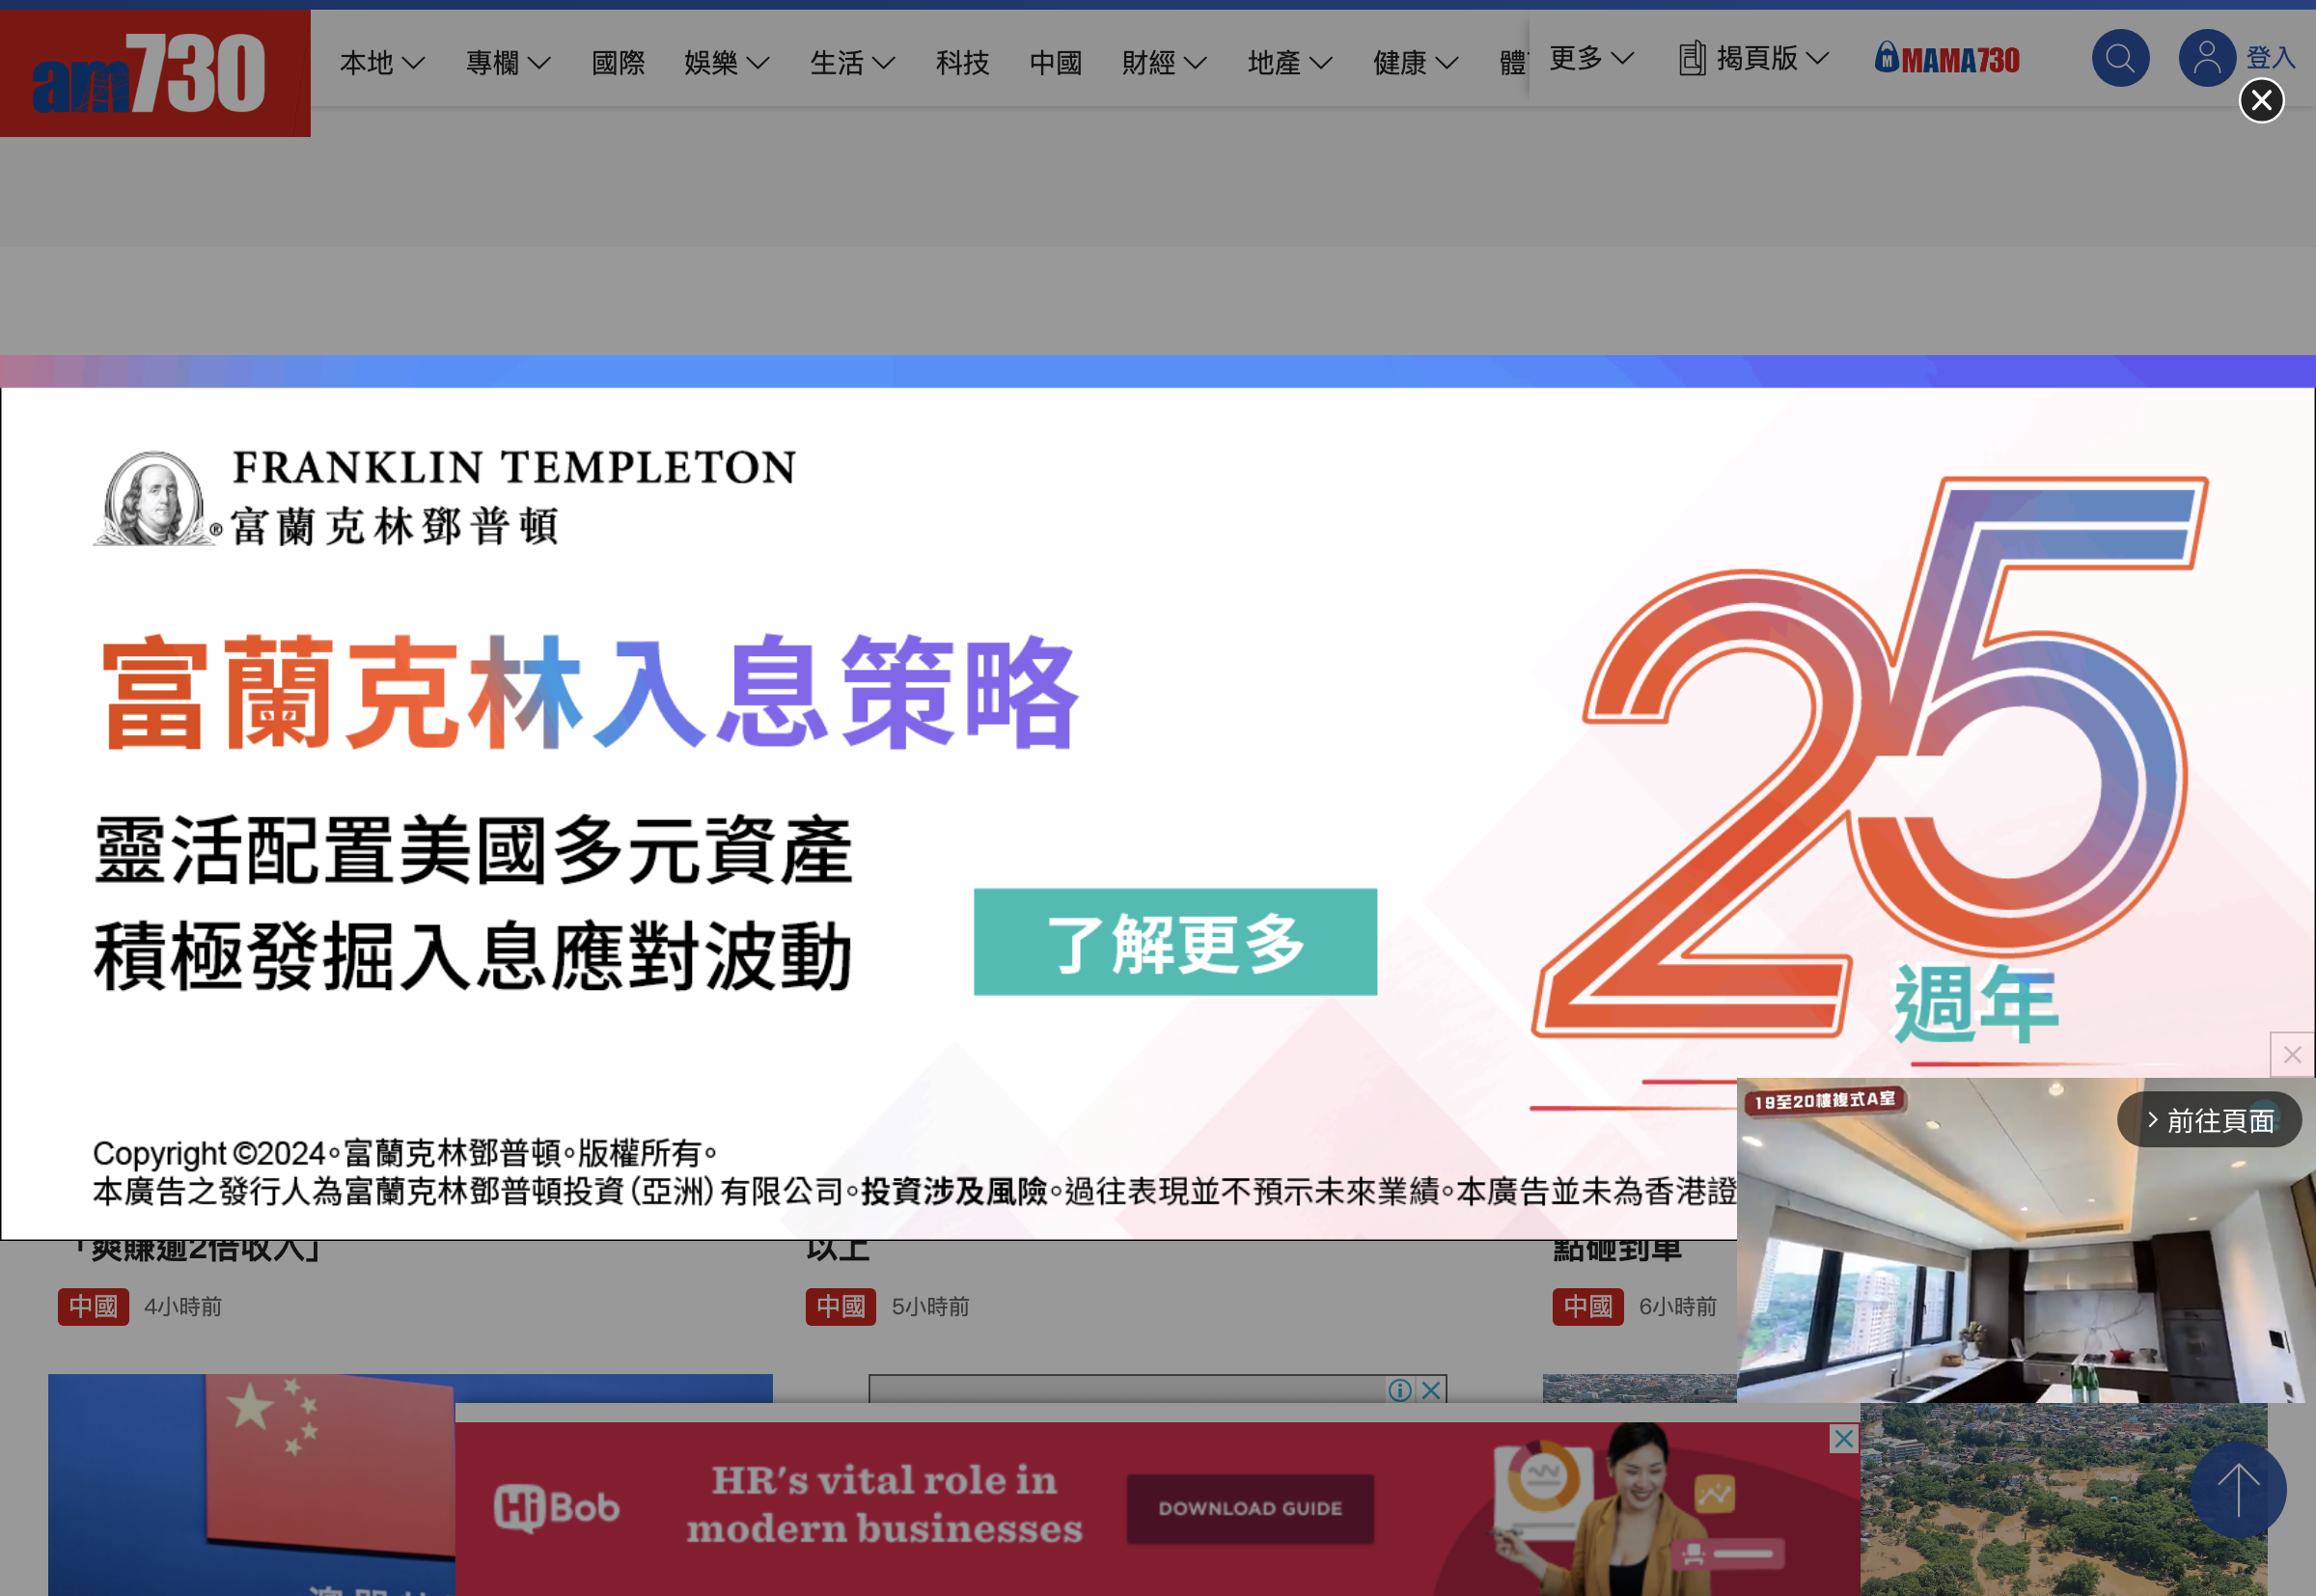 am730
本地
專欄
國際
娛樂
生活
科技
中國
財經
地產
健康
體
更多
揭頁版
M MAMA730
登入
FRANKLIN TEMPLETON
®富蘭克林鄧普頓
富蘭克林入息策略
靈活配置美國多元資產
積極發掘入息應對波動
了解更多
25
週年
19至20樓複式A室
前往頁面
Copyright ©2024。富蘭克林鄧普頓。版權所有。
本廣告之發行人為富蘭克林鄧普頓投資(亞洲)有限公司。投資涉及風險。過往表現並不預示未來業績。本廣告並未為香港證
「爽賺逾2倍收入」
以上
點砸到車
中國 4小時前
中國 5小時前
中國 6小時前
HiBob
HR's vital role in
modern businesses
DOWNLOAD GUIDE